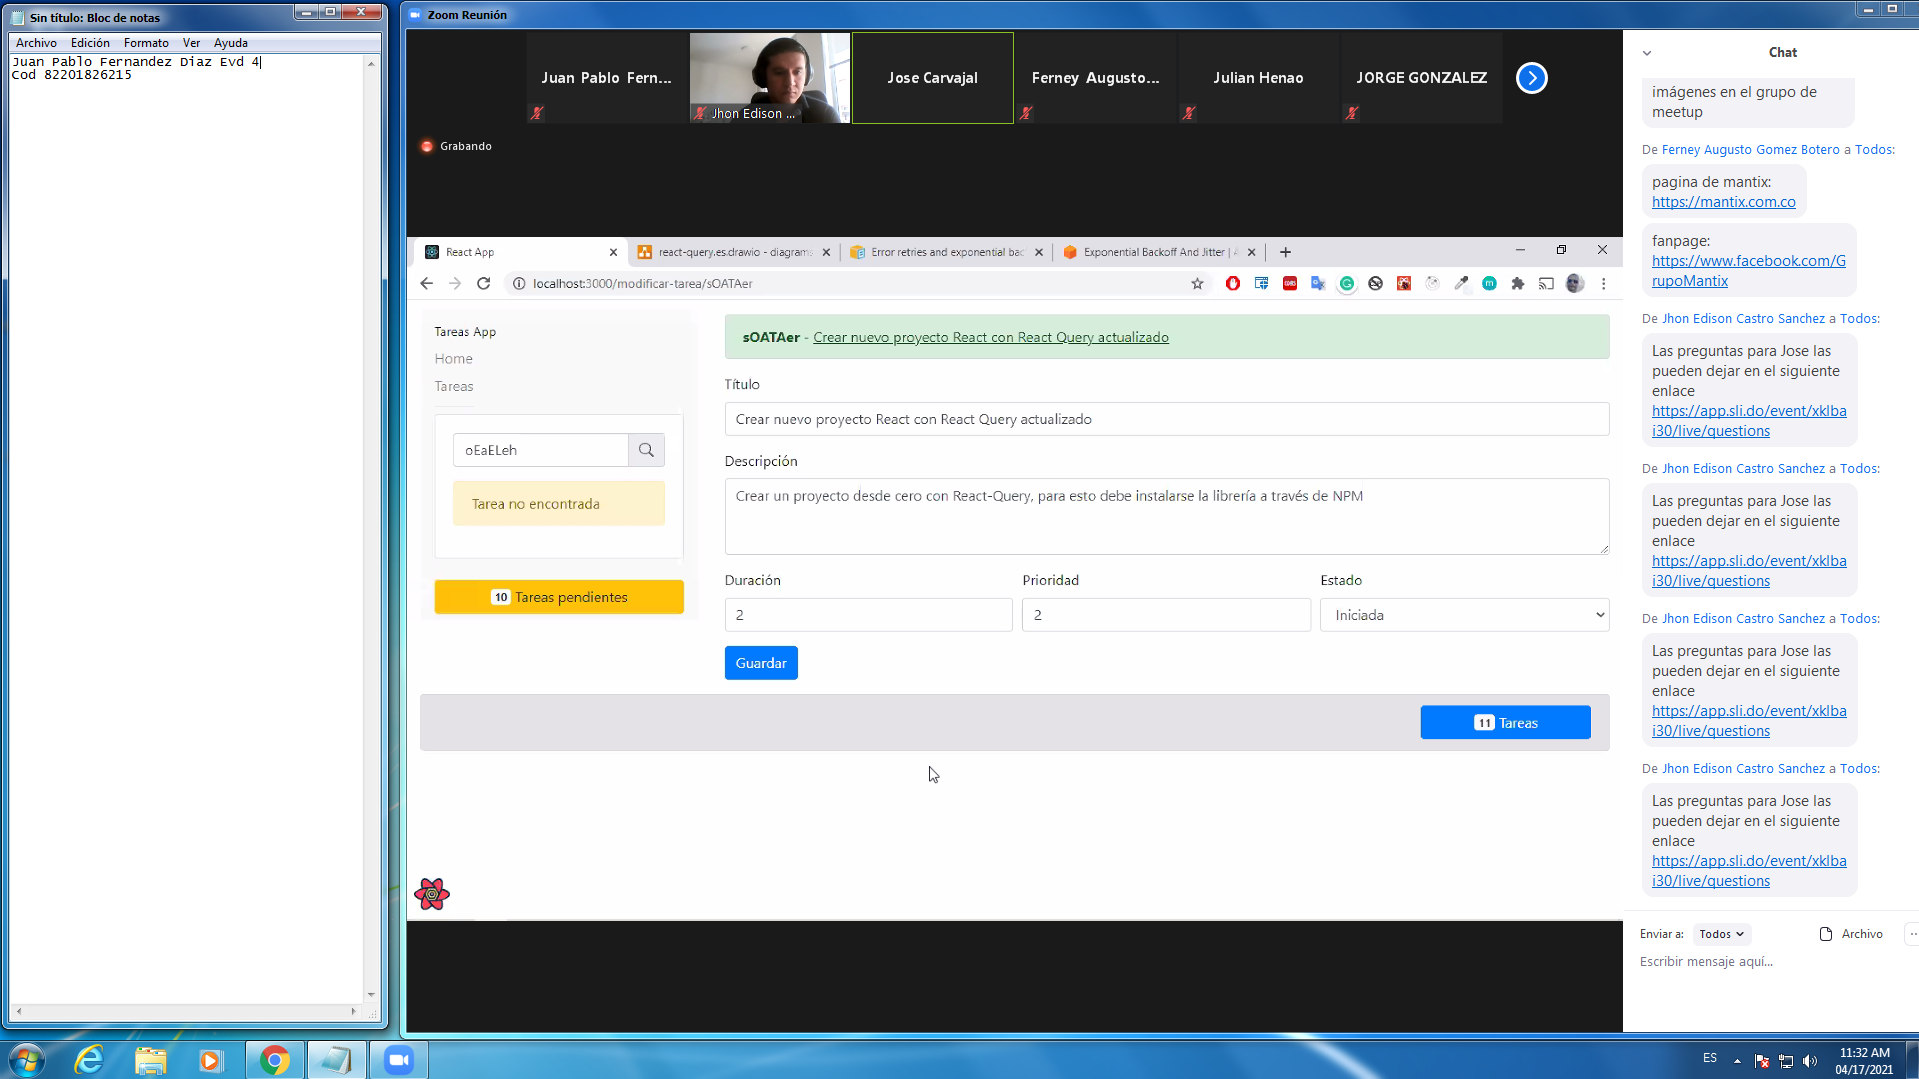 Sin título: Bloc de notas
Archivo Edición Formato Ver Ayuda
Juan Pablo Fernandez Diaz Evd 4
Cod 82201826215
Zoom Reunión
Juan Pablo Fern...
Jhon Edison ...
Jose Carvajal
Ferney Augusto...
Julian Henao
JORGE GONZALEZ
Grabando
React App
react-query.es.drawio - diagrams
Error retries and exponential bac
Exponential Backoff And Jitter |
localhost:3000/modificar-tarea/sOATAer
Tareas App
Home
Tareas
oEaELeh
Tarea no encontrada
10 Tareas pendientes
sOATAer - Crear nuevo proyecto React con React Query actualizado
Título
Crear nuevo proyecto React con React Query actualizado
Descripción
Crear un proyecto desde cero con React-Query, para esto debe instalarse la librería a través de NPM
Duración Prioridad Estado
2 2 Iniciada
Guardar
11 Tareas
Chat
imágenes en el grupo de
meetup
De Ferney Augusto Gomez Botero a Todos:
pagina de mantix:
https://mantix.com.co
fanpage:
https://www.facebook.com/G
rupoMantix
De Jhon Edison Castro Sanchez a Todos:
Las preguntas para Jose las
pueden dejar en el siguiente
enlace
https://app.sli.do/event/xklba
i30/live/questions
De Jhon Edison Castro Sanchez a Todos:
Las preguntas para Jose las
pueden dejar en el siguiente
enlace
https://app.sli.do/event/xklba
i30/live/questions
De Jhon Edison Castro Sanchez a Todos:
Las preguntas para Jose las
pueden dejar en el siguiente
enlace
https://app.sli.do/event/xklba
i30/live/questions
De Jhon Edison Castro Sanchez a Todos:
Las preguntas para Jose las
pueden dejar en el siguiente
enlace
https://app.sli.do/event/xklba
i30/live/questions
Enviar a: Todos Archivo
Escribir mensaje aquí...
ES
11:32 AM
04/17/2021